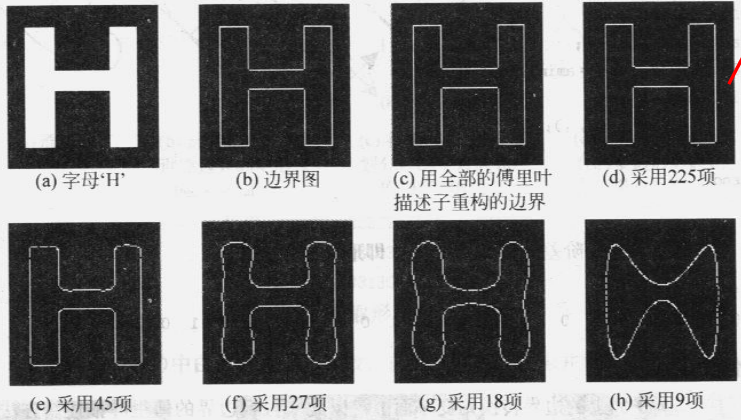 (a) 字母‘H’
(b) 边界图
(c) 用全部的傅里叶
描述子重构的边界
(d) 采用225项
(e) 采用45项
(f) 采用27项
(g) 采用18项
(h) 采用9项